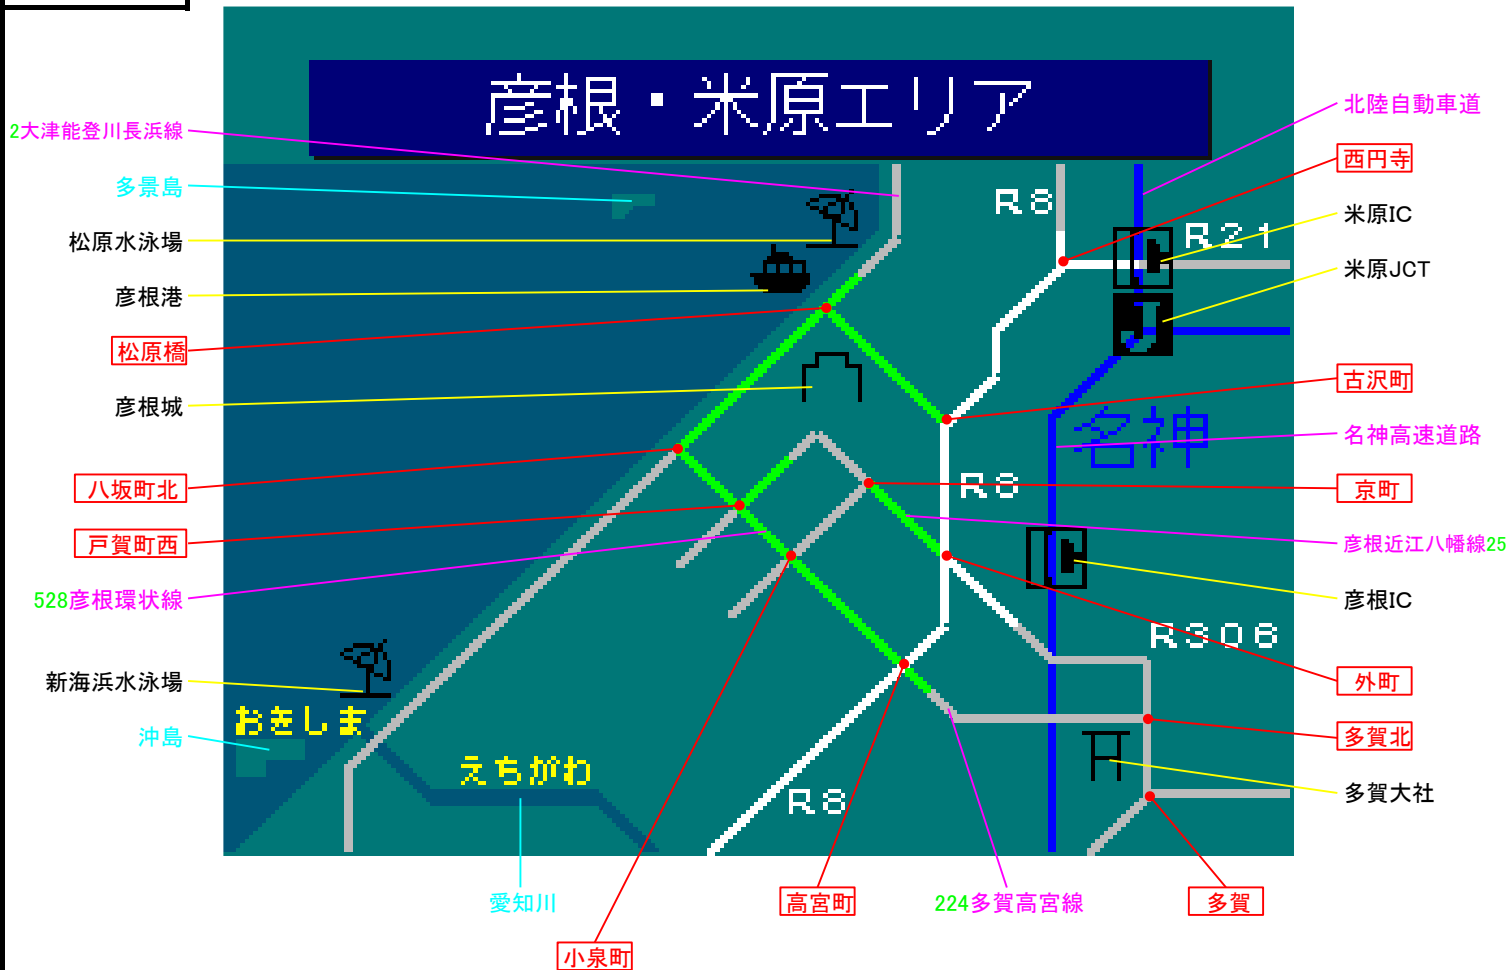 彦根・米原エリア
2大津能登川長浜線
多景島
松原水泳場
彦根港
松原橋
彦根城
八坂町北
戸賀町西
528彦根環状線
新海浜水泳場
沖島
北陸自動車道
西円寺
米原IC
米原JCT
古沢町
名神高速道路
京町
彦根近江八幡線25
彦根IC
外町
多賀北
多賀大社
R8
R21
名神
R8
R306
おきしま
えちがわ
R8
愛知川
高宮町
224多賀高宮線
多賀
小泉町